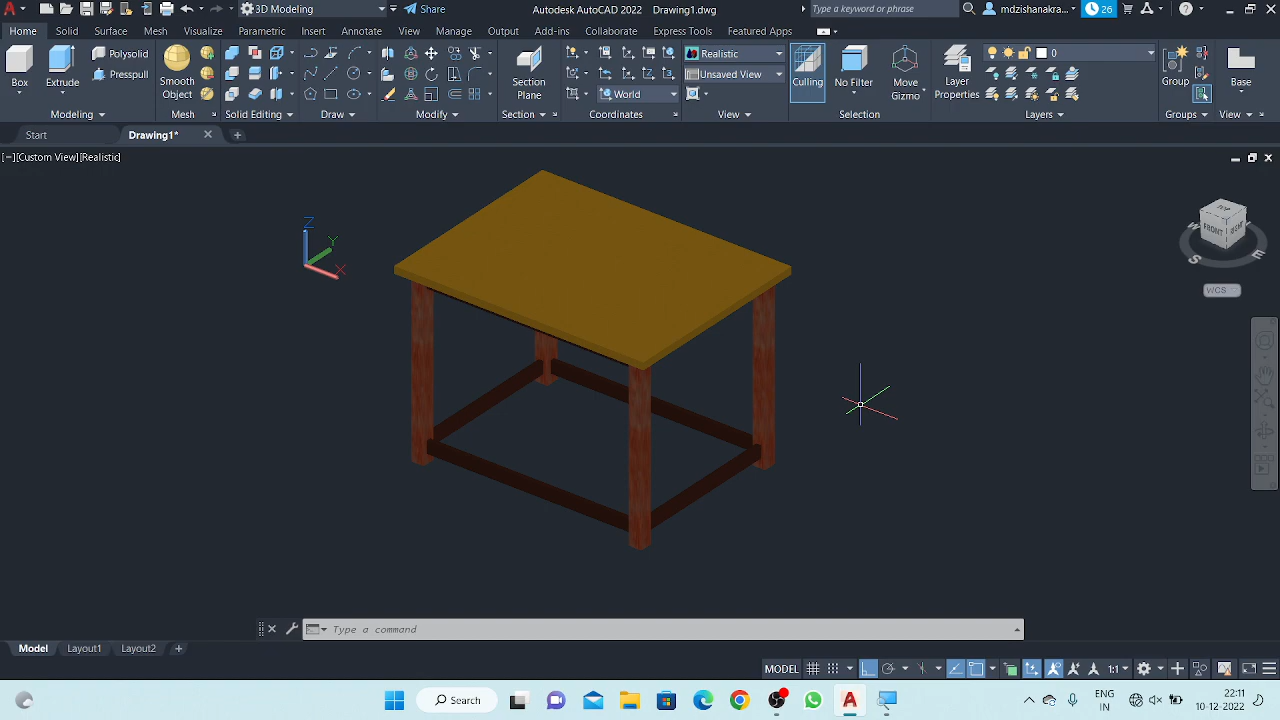 3D Modeling
Share
Autodesk AutoCAD 2022 Drawing1.dwg
Type a keyword or phrase
mdzishanakra...
26
Home Solid Surface Mesh Visualize Parametric Insert Annotate View Manage Output Add-ins Collaborate Express Tools Featured Apps
Box
Extrude
Polysolid
Presspull
Smooth
Object
Section
Plane
Realistic
Unsaved View
World
Culling
No Filter
Move
Gizmo
Layer
Properties
0
Group
Base
Modeling
Mesh
Solid Editing
Draw
Modify
Section
Coordinates
View
Selection
Layers
Groups
View
Start
Drawing1*
[−][Custom View][Realistic]
Z
Y
X
TOP
FRONT
S
E
WCS
Type a command
Model
Layout1
Layout2
MODEL
1:1
Search
ENG
IN
22:11
10-12-2022